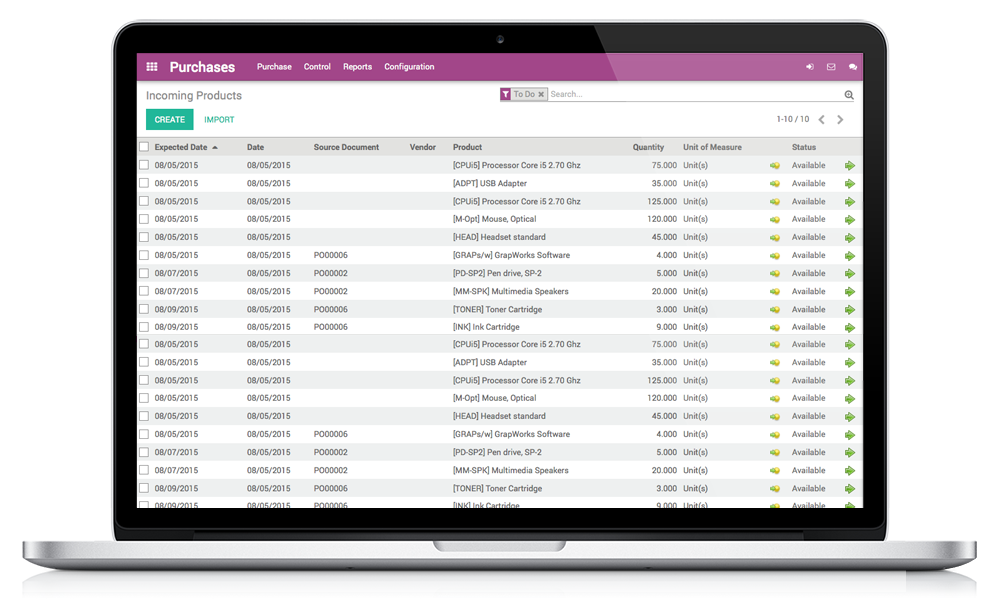 Purchases Purchase Control Reports Configuration
Incoming Products To Do × Search...
CREATE IMPORT 1-10 / 10
Expected Date Date Source Document Vendor Product Quantity Unit of Measure Status
08/05/2015 08/05/2015 [CPUi5] Processor Core i5 2.70 Ghz 75.000 Unit(s) Available
08/05/2015 08/05/2015 [ADPT] USB Adapter 35.000 Unit(s) Available
08/05/2015 08/05/2015 [CPUi5] Processor Core i5 2.70 Ghz 125.000 Unit(s) Available
08/05/2015 08/05/2015 [M-Opt] Mouse, Optical 120.000 Unit(s) Available
08/05/2015 08/05/2015 [HEAD] Headset standard 45.000 Unit(s) Available
08/05/2015 08/05/2015 PO00006 [GRAPs/w] GrapWorks Software 4.000 Unit(s) Available
08/07/2015 08/05/2015 PO00002 [PD-SP2] Pen drive, SP-2 5.000 Unit(s) Available
08/07/2015 08/05/2015 PO00002 [MM-SPK] Multimedia Speakers 20.000 Unit(s) Available
08/09/2015 08/05/2015 PO00006 [TONER] Toner Cartridge 3.000 Unit(s) Available
08/09/2015 08/05/2015 PO00006 [INK] Ink Cartridge 9.000 Unit(s) Available
08/05/2015 08/05/2015 [CPUi5] Processor Core i5 2.70 Ghz 75.000 Unit(s) Available
08/05/2015 08/05/2015 [ADPT] USB Adapter 35.000 Unit(s) Available
08/05/2015 08/05/2015 [CPUi5] Processor Core i5 2.70 Ghz 125.000 Unit(s) Available
08/05/2015 08/05/2015 [M-Opt] Mouse, Optical 120.000 Unit(s) Available
08/05/2015 08/05/2015 [HEAD] Headset standard 45.000 Unit(s) Available
08/05/2015 08/05/2015 PO00006 [GRAPs/w] GrapWorks Software 4.000 Unit(s) Available
08/07/2015 08/05/2015 PO00002 [PD-SP2] Pen drive, SP-2 5.000 Unit(s) Available
08/07/2015 08/05/2015 PO00002 [MM-SPK] Multimedia Speakers 20.000 Unit(s) Available
08/09/2015 08/05/2015 PO00006 [TONER] Toner Cartridge 3.000 Unit(s) Available
08/09/2015 08/05/2015 PO00006 [INK] Ink Cartridge 9.000 Unit(s) Available